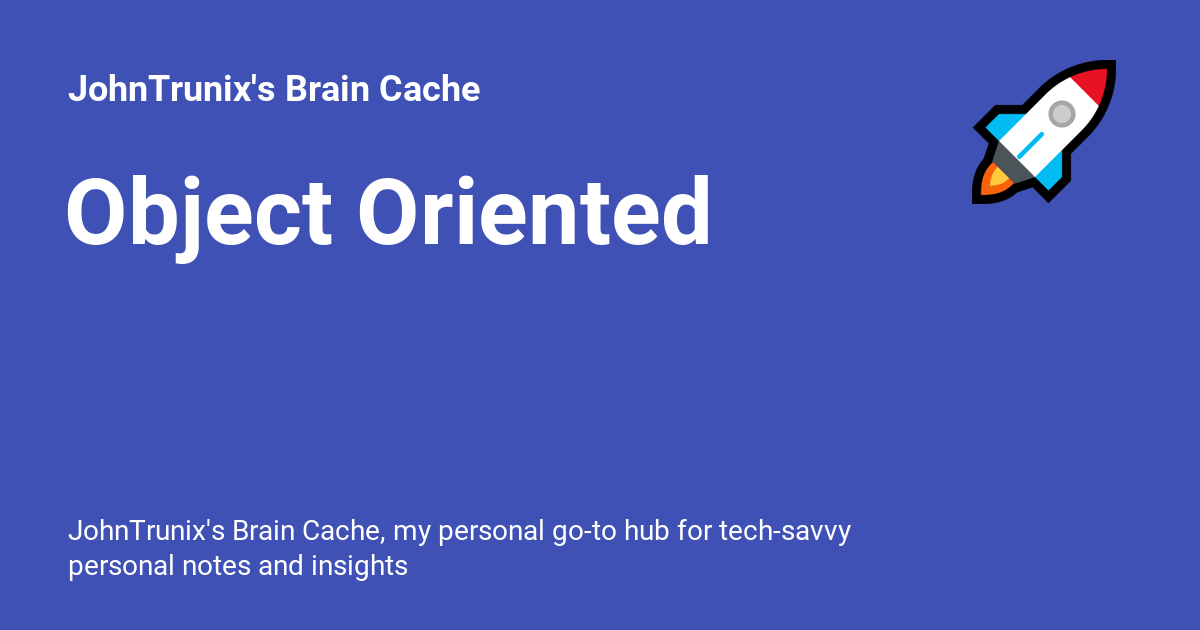 JohnTrunix's Brain Cache
Object Oriented
JohnTrunix's Brain Cache, my personal go-to hub for tech-savvy
personal notes and insights